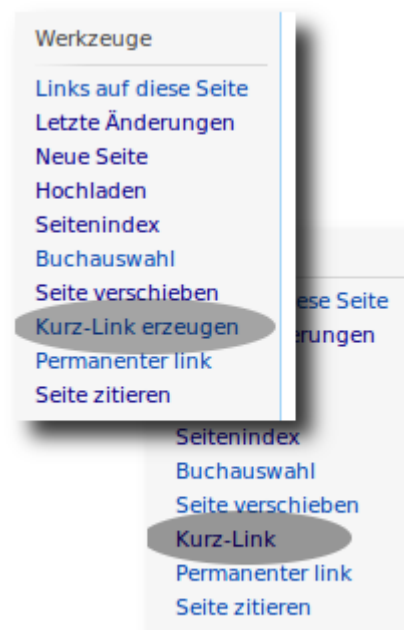 Werkzeuge
Links auf diese Seite
Letzte Änderungen
Neue Seite
Hochladen
Seitenindex
Buchauswahl
Seite verschieben
Kurz-Link erzeugen
Permanenter link
Seite zitieren
ese Seite
erungen
Seitenindex
Buchauswahl
Seite verschieben
Kurz-Link
Permanenter link
Seite zitieren